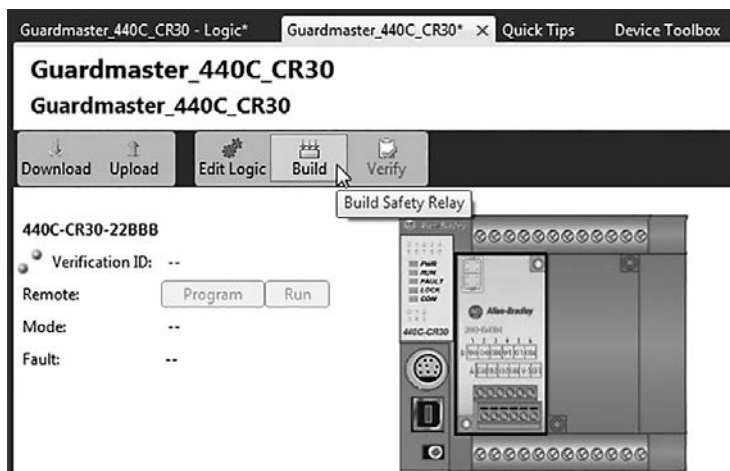 Guardmaster_440C_CR30 - Logic*
Guardmaster_440C_CR30* × Quick Tips Device Toolbox
Guardmaster_440C_CR30
Guardmaster_440C_CR30
Download Upload Edit Logic Build Verify
Build Safety Relay
440C-CR30-22BBB
Verification ID: --
Remote: Program Run
Mode: --
Fault: --
Allen-Bradley
PWR
RUN
FAULT
LOCK
COM
440C-CR30
Allen-Bradley